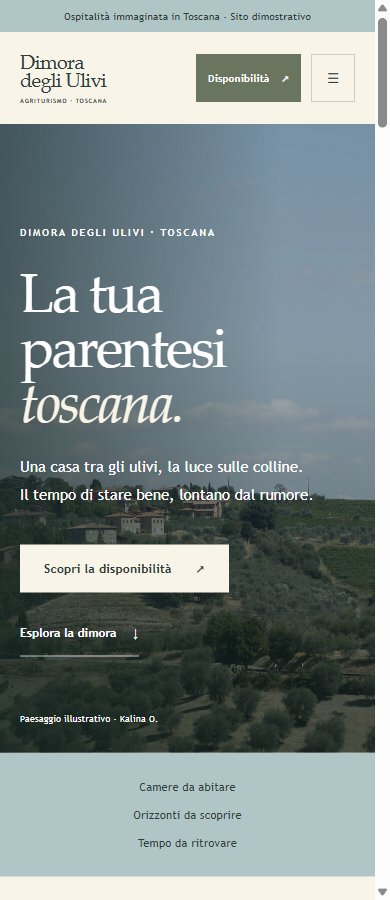 Ospitalità immaginata in Toscana · Sito dimostrativo
Dimora
degli Ulivi
AGRITURISMO · TOSCANA
Disponibilità ↗
☰
DIMORA DEGLI ULIVI · TOSCANA
La tua
parentesi
toscana.
Una casa tra gli ulivi, la luce sulle colline.
Il tempo di stare bene, lontano dal rumore.
Scopri la disponibilità ↗
Esplora la dimora ↓
Paesaggio illustrativo · Kalina O.
Camere da abitare
Orizzonti da scoprire
Tempo da ritrovare